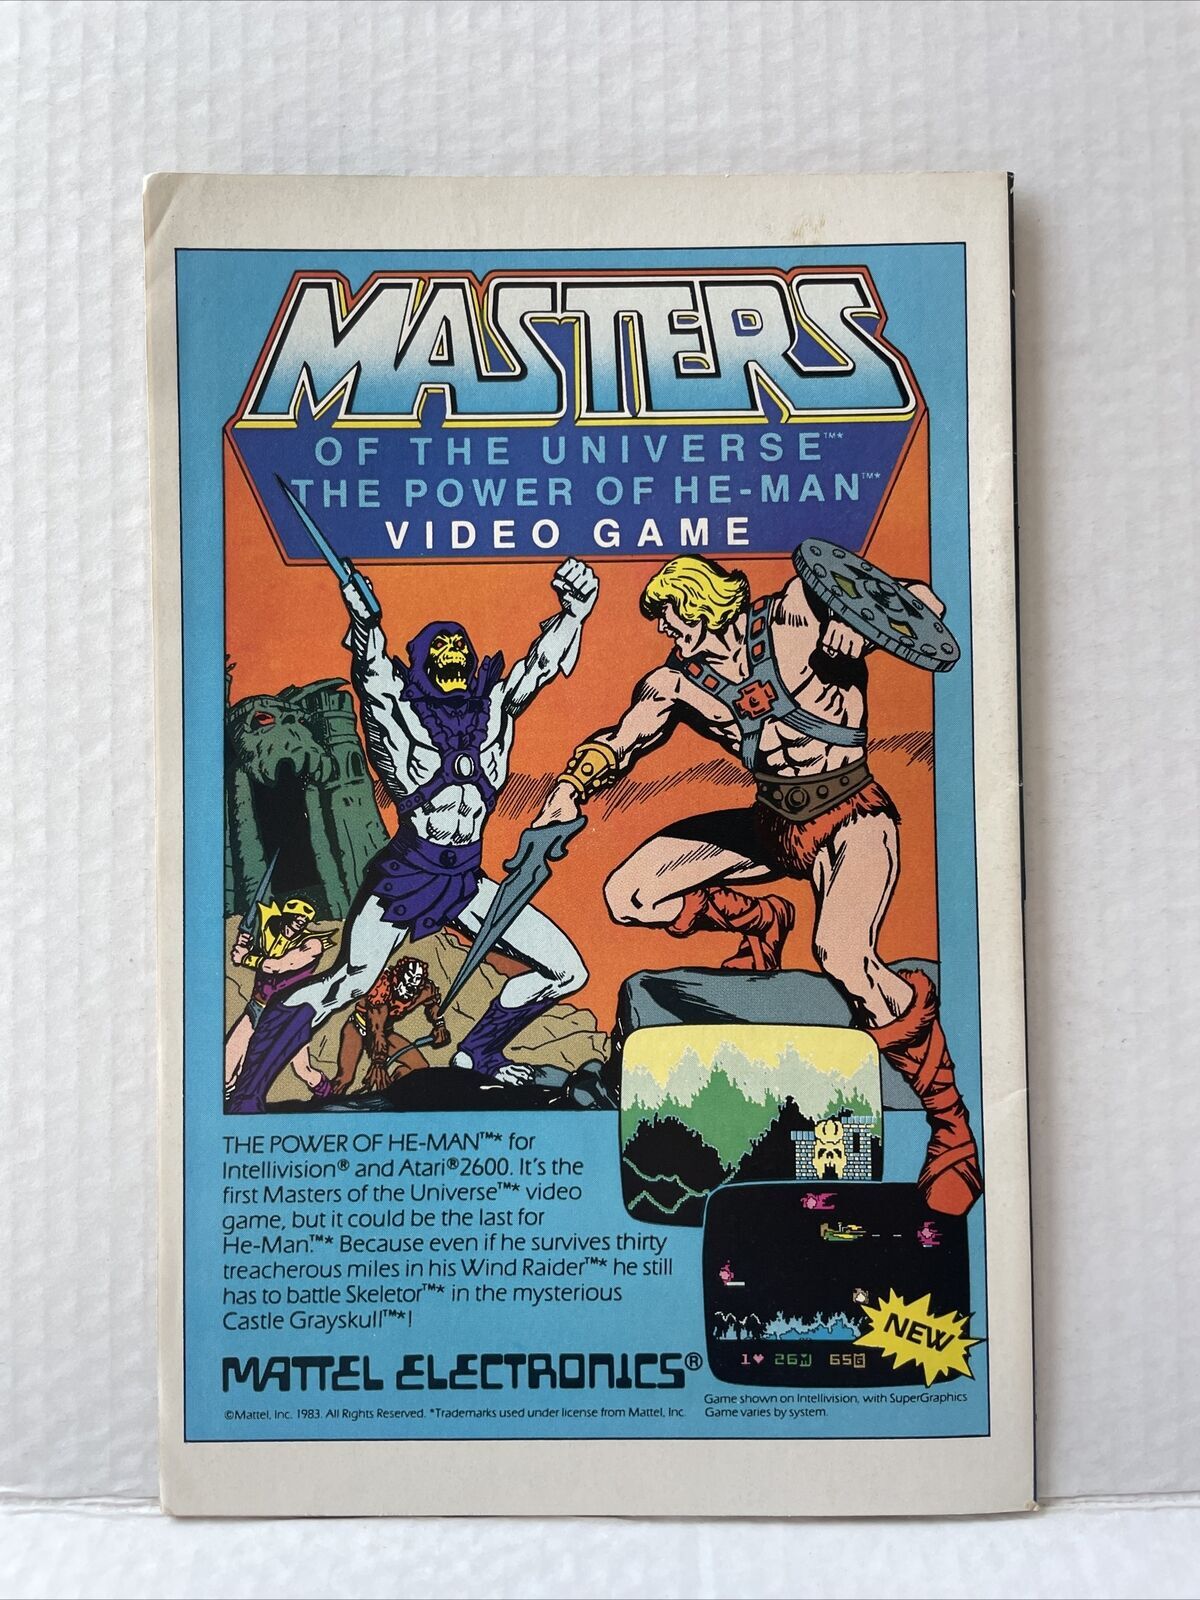 MASTERS
OF THE UNIVERSE™*
THE POWER OF HE-MAN™*
VIDEO GAME
THE POWER OF HE-MAN™* for
Intellivision® and Atari®2600. It's the
first Masters of the Universe™* video
game, but it could be the last for
He-Man.™* Because even if he survives thirty
treacherous miles in his Wind Raider™* he still
has to battle Skeletor™* in the mysterious
Castle Grayskull™*!
1♥ 26M 65G
NEW
MATTEL ELECTRONICS®
©Mattel, Inc. 1983. All Rights Reserved. *Trademarks used under license from Mattel, Inc.
Game shown on Intellivision, with SuperGraphics
Game varies by system.